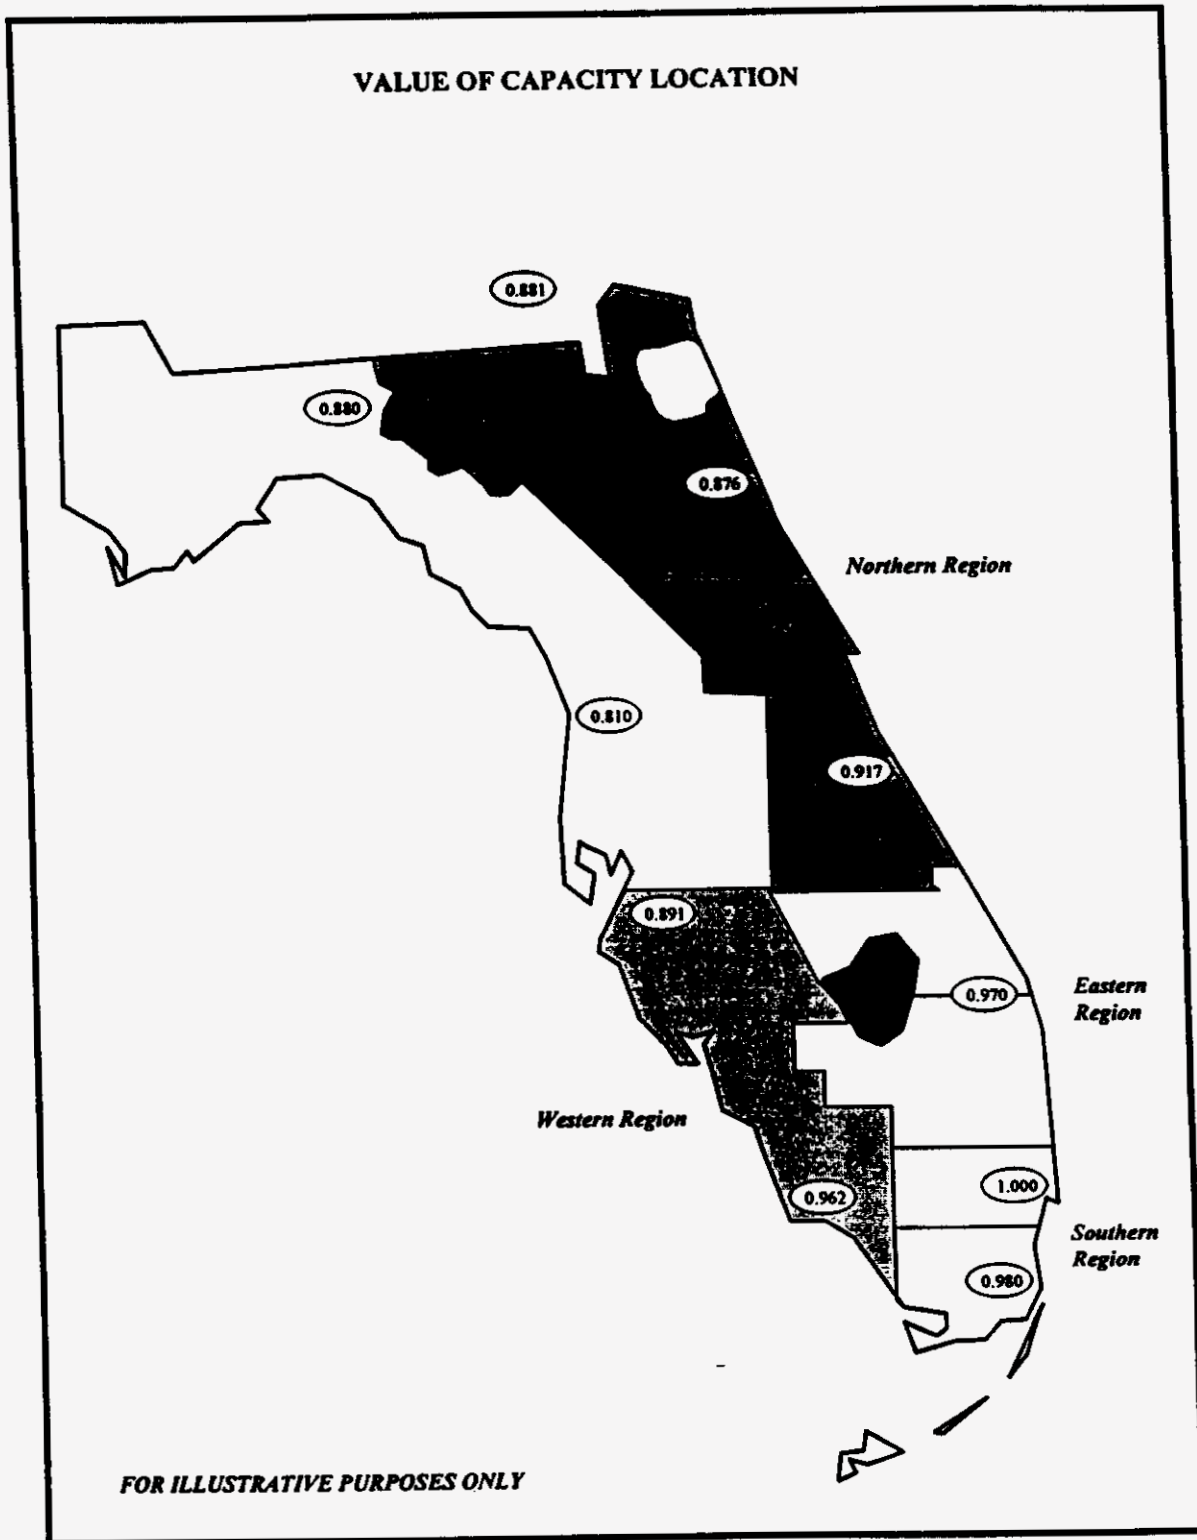 VALUE OF CAPACITY LOCATION
0.881
0.880
0.876
Northern Region
0.810
0.917
0.891
0.970
Eastern
Region
Western Region
0.962
1.000
Southern
Region
0.980
FOR ILLUSTRATIVE PURPOSES ONLY